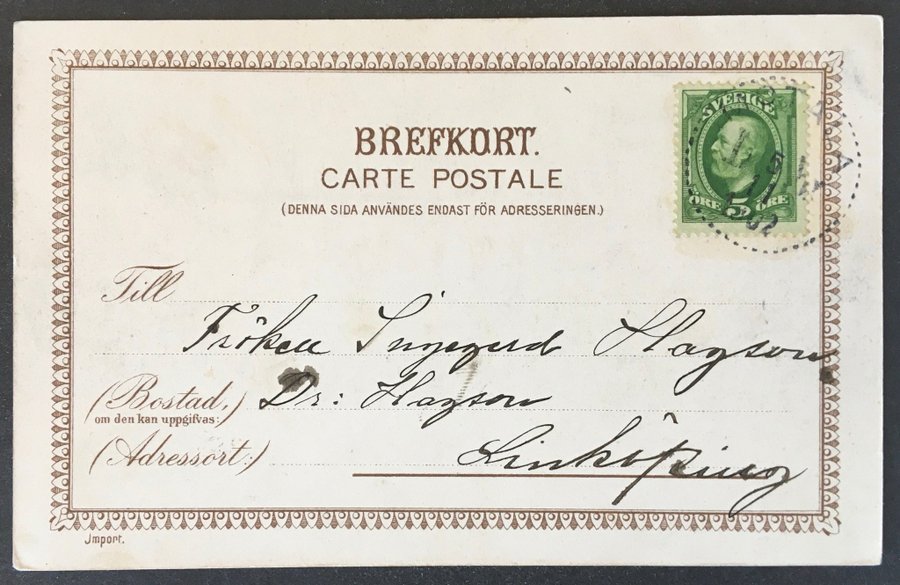 BREFKORT.
CARTE POSTALE
(DENNA SIDA ANVÄNDES ENDAST FÖR ADRESSERINGEN.)
SVERIGE
ÖRE 5 ÖRE
Till
Fröken Ingegerd Hagson
(Bostad,) Dr: Hagson
om den kan uppgifvas:
(Adressort:) Linköping
Import.